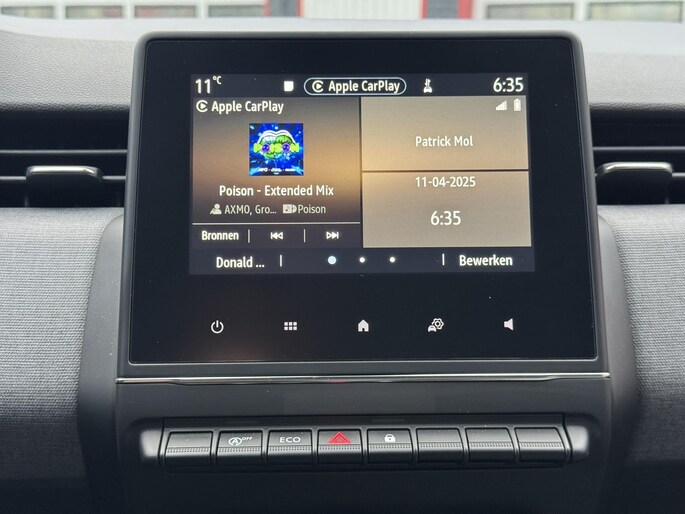 11°C Apple CarPlay 6:35
Apple CarPlay
Poison - Extended Mix
AXMO, Gro... Poison
Bronnen
Patrick Mol
11-04-2025
6:35
Donald ... Bewerken
OFF ECO